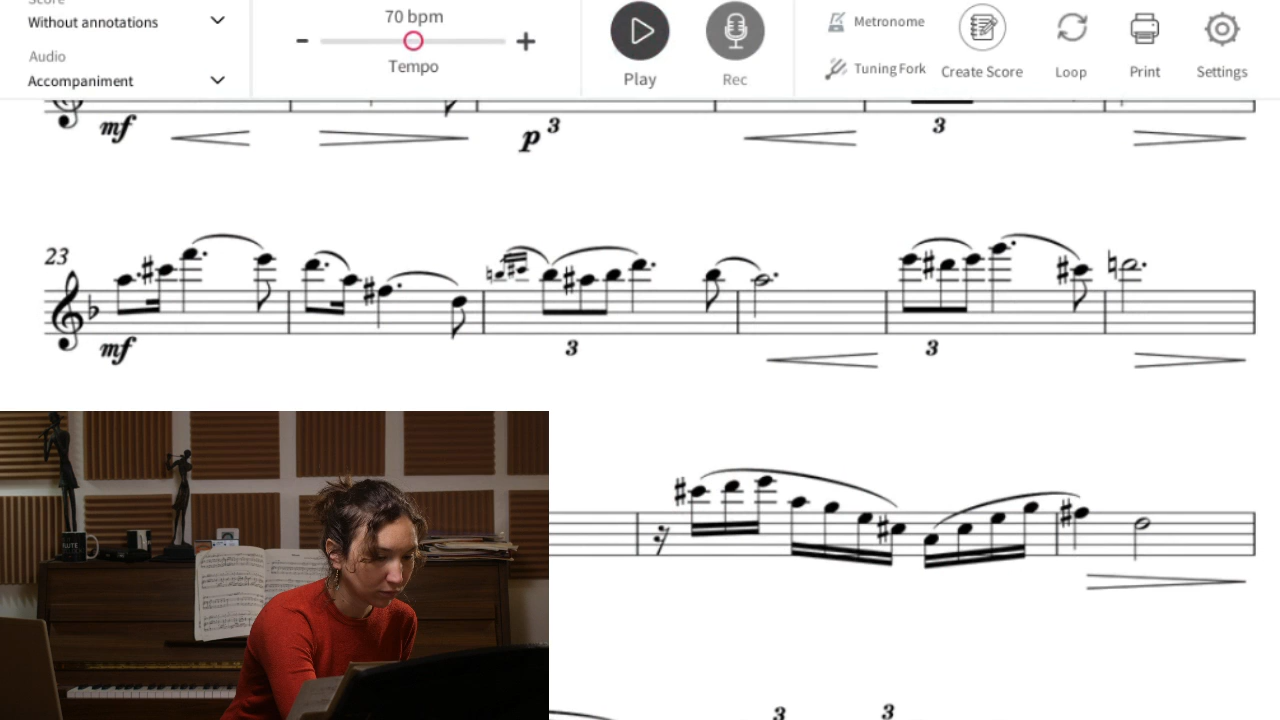 Score
Without annotations
Audio
Accompaniment
70 bpm
Tempo
Play
Rec
Metronome
Tuning Fork
Create Score
Loop
Print
Settings
mf
p 3
3
23
mf
3
3
FLUTE
3 3